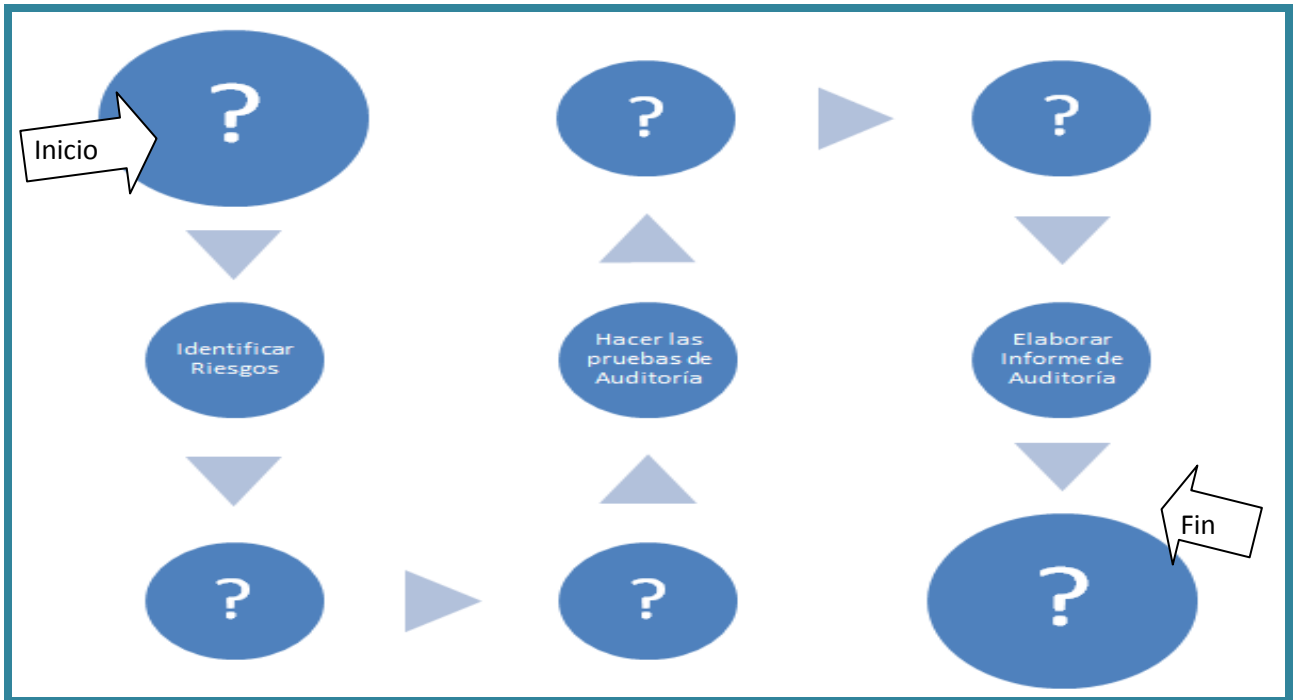 Inicio
?
Identificar
Riesgos
?
?
Hacer las
pruebas de
Auditoría
?
?
Elaborar
Informe de
Auditoría
?
Fin